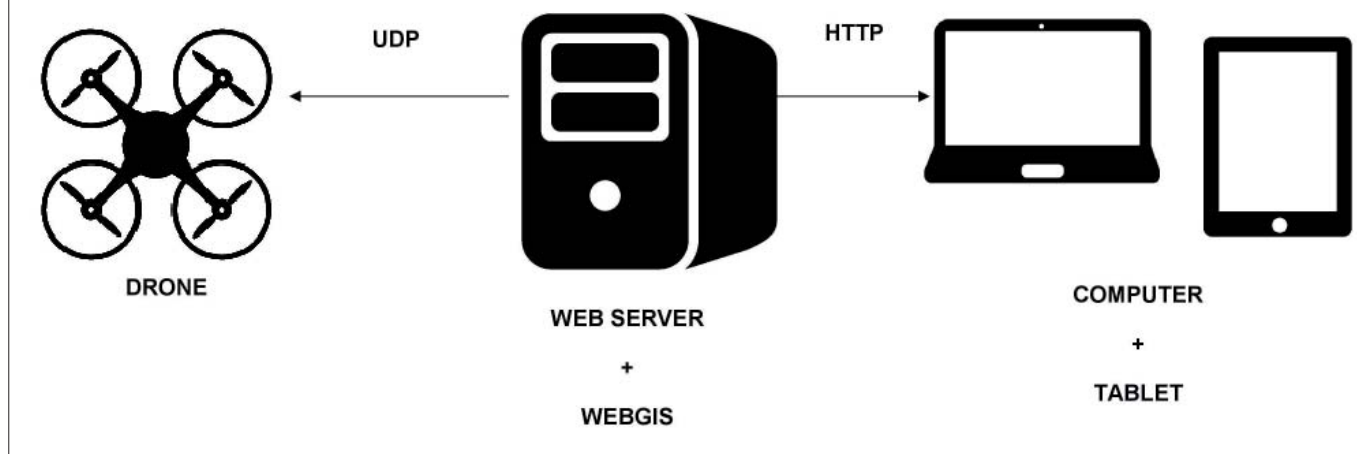 UDP
HTTP
DRONE
WEB SERVER
+
WEBGIS
COMPUTER
+
TABLET